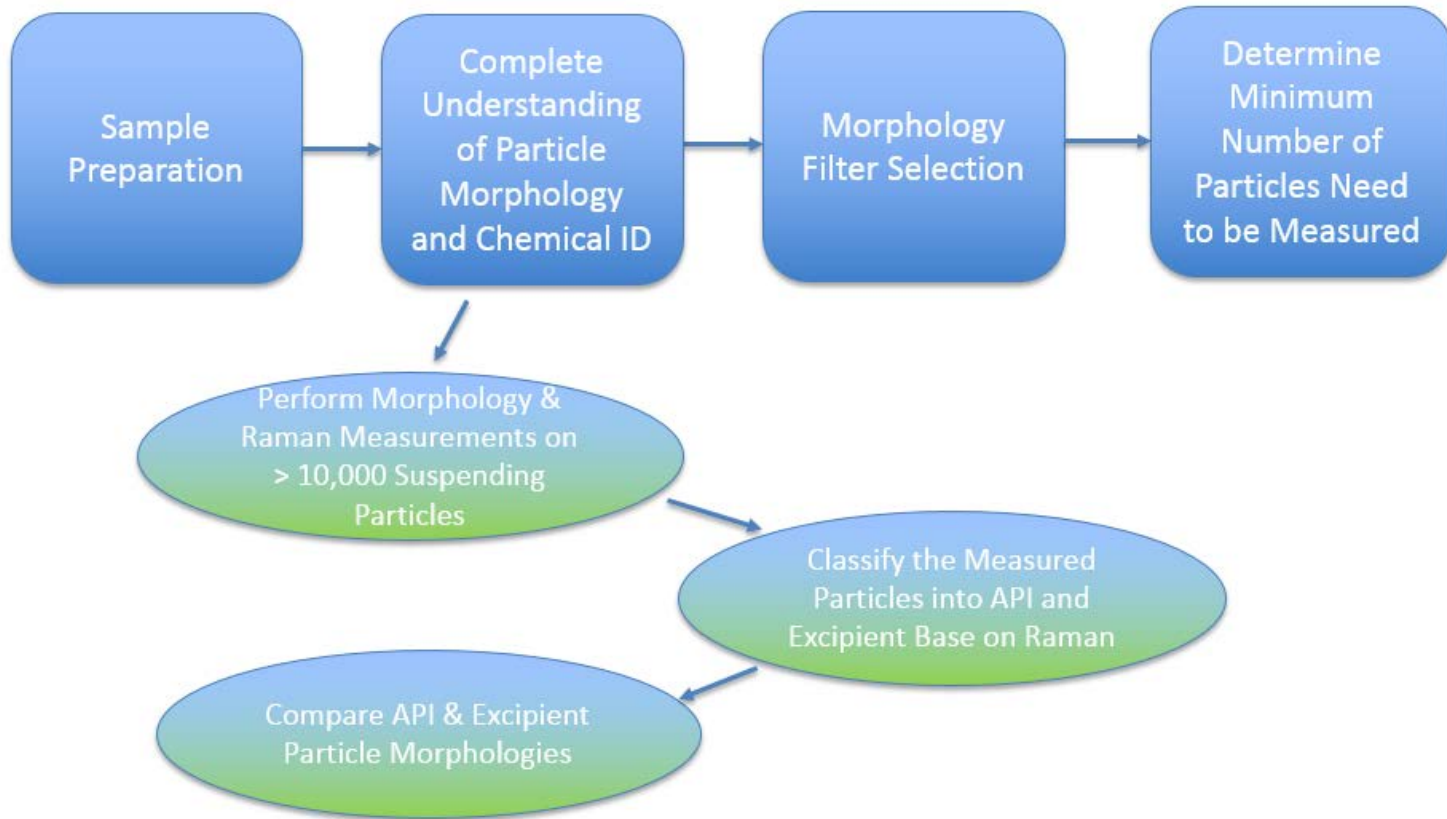 Sample
Preparation
Complete
Understanding
of Particle
Morphology
and Chemical ID
Morphology
Filter Selection
Determine
Minimum
Number of
Particles Need
to be Measured
Perform Morphology &
Raman Measurements on
> 10,000 Suspending
Particles
Classify the Measured
Particles into API and
Excipient Base on Raman
Compare API & Excipient
Particle Morphologies